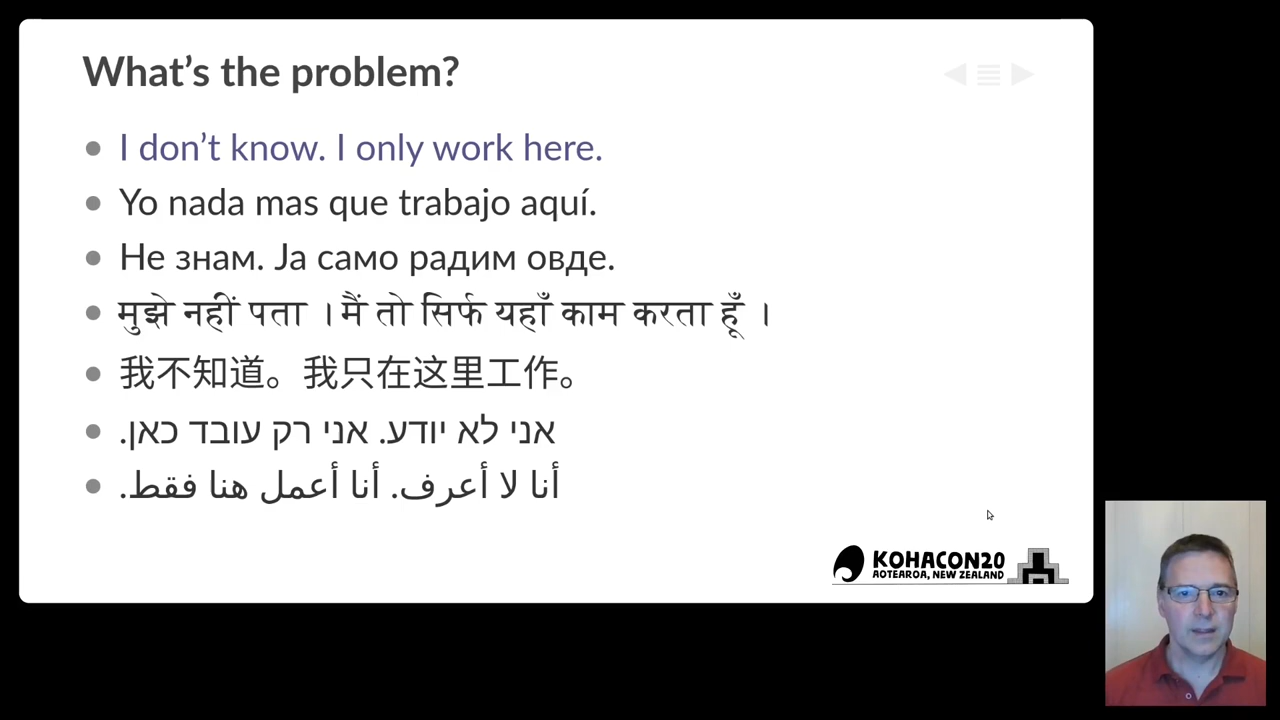 What's the problem?
I don't know. I only work here.
Yo nada mas que trabajo aquí.
Не знам. Ја само радим овде.
मुझे नहीं पता । मैं तो सिर्फ यहाँ काम करता हूँ ।
我不知道。我只在这里工作。
אני לא יודע. אני רק עובד כאן.
أنا لا أعرف. أنا أعمل هنا فقط.
KOHACON20
AOTEAROA, NEW ZEALAND